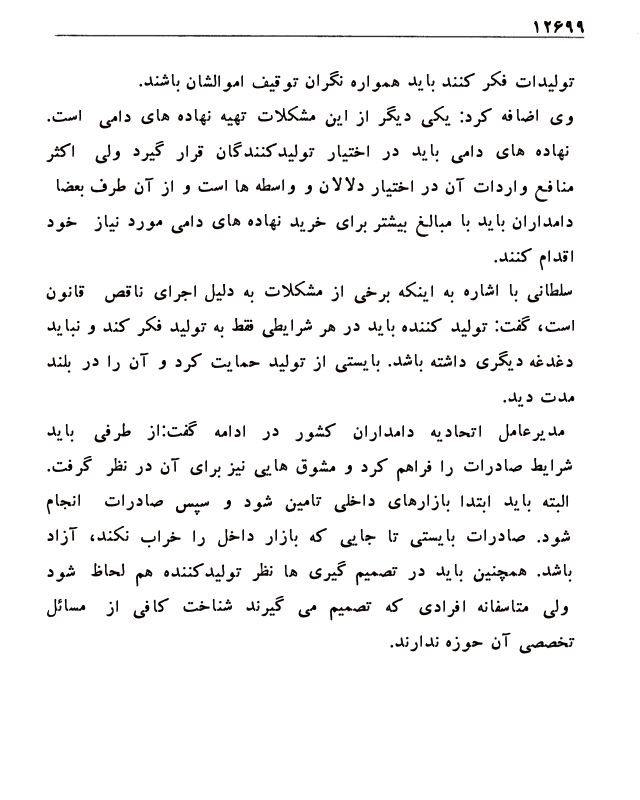 ۱۲۶۹۹
تولیدات فکر کنند باید همواره نگران توقیف اموالشان باشند.
وی اضافه کرد: یکی دیگر از این مشکلات تهیه نهاده های دامی است.
نهاده های دامی باید در اختیار تولیدکنندگان قرار گیرد ولی اکثر
منافع واردات آن در اختیار دلالان و واسطه ها است و از آن طرف بعضا
دامداران باید با مبالغ بیشتر برای خرید نهاده های دامی مورد نیاز خود
اقدام کنند.
سلطانی با اشاره به اینکه برخی از مشکلات به دلیل اجرای ناقص قانون
است، گفت: تولید کننده باید در هر شرایطی فقط به تولید فکر کند و نباید
دغدغه دیگری داشته باشد. بایستی از تولید حمایت کرد و آن را در بلند
مدت دید.
مدیرعامل اتحادیه دامداران کشور در ادامه گفت:از طرفی باید
شرایط صادرات را فراهم کرد و مشوق هایی نیز برای آن در نظر گرفت.
البته باید ابتدا بازارهای داخلی تامین شود و سپس صادرات انجام
شود. صادرات بایستی تا جایی که بازار داخل را خراب نکند، آزاد
باشد. همچنین باید در تصمیم گیری ها نظر تولیدکننده هم لحاظ شود
ولی متاسفانه افرادی که تصمیم می گیرند شناخت کافی از مسائل
تخصصی آن حوزه ندارند.